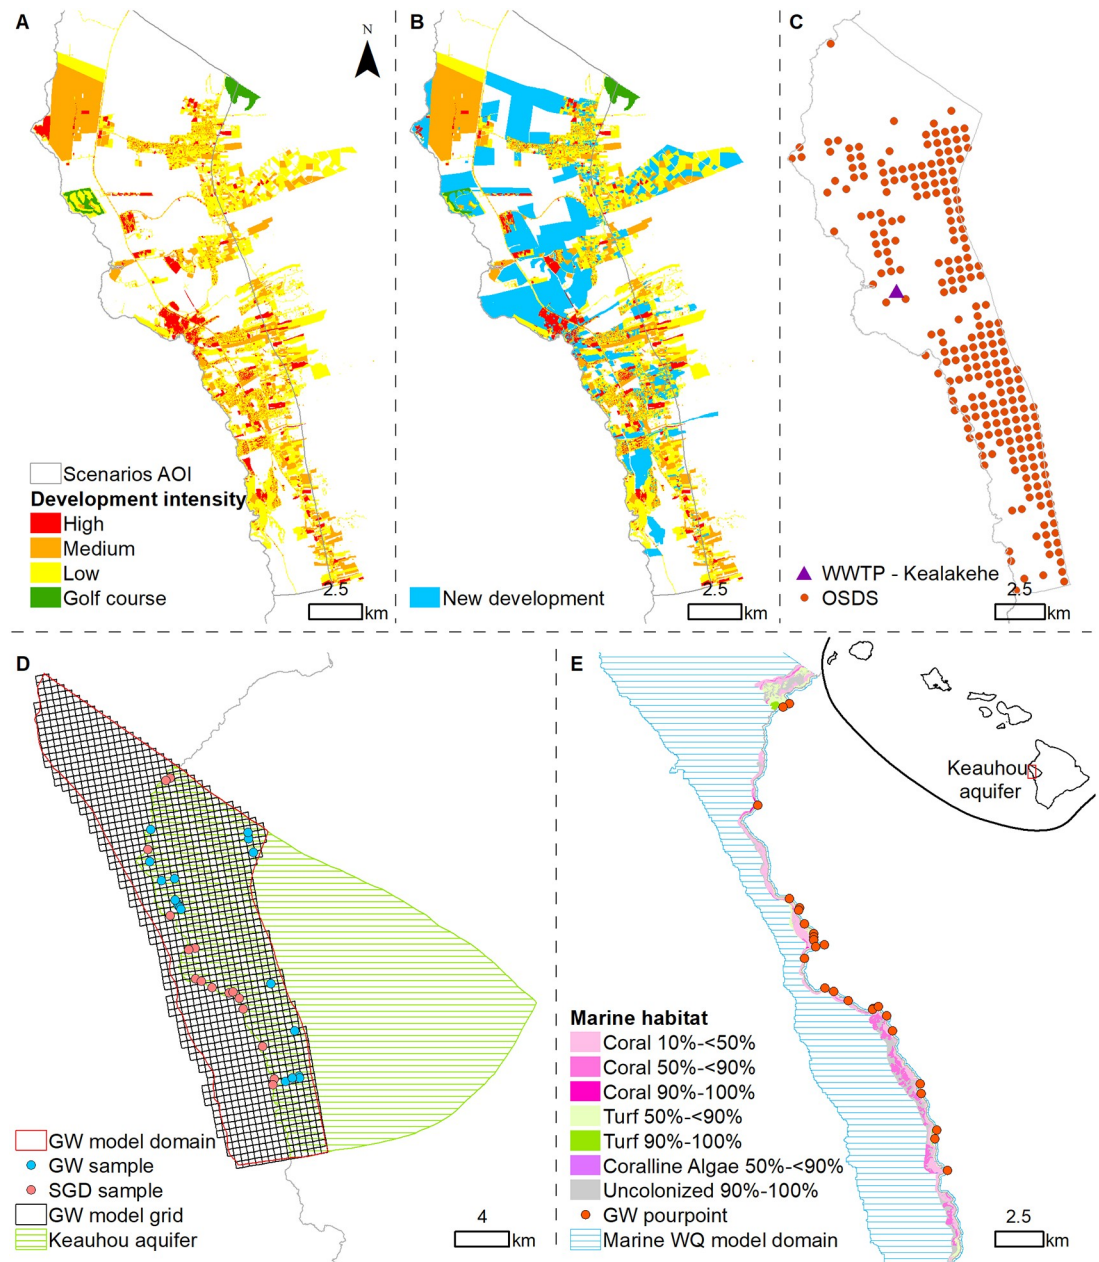 A
N
Scenarios AOI
Development intensity
High
Medium
Low
Golf course
2.5
km
B
New development
2.5
km
C
WWTP - Kealakehe
OSDS
2.5
km
D
GW model domain
GW sample
SGD sample
GW model grid
Keauhou aquifer
4
km
E
Keauhou
aquifer
Marine habitat
Coral 10%-<50%
Coral 50%-<90%
Coral 90%-100%
Turf 50%-<90%
Turf 90%-100%
Coralline Algae 50%-<90%
Uncolonized 90%-100%
GW pourpoint
Marine WQ model domain
2.5
km